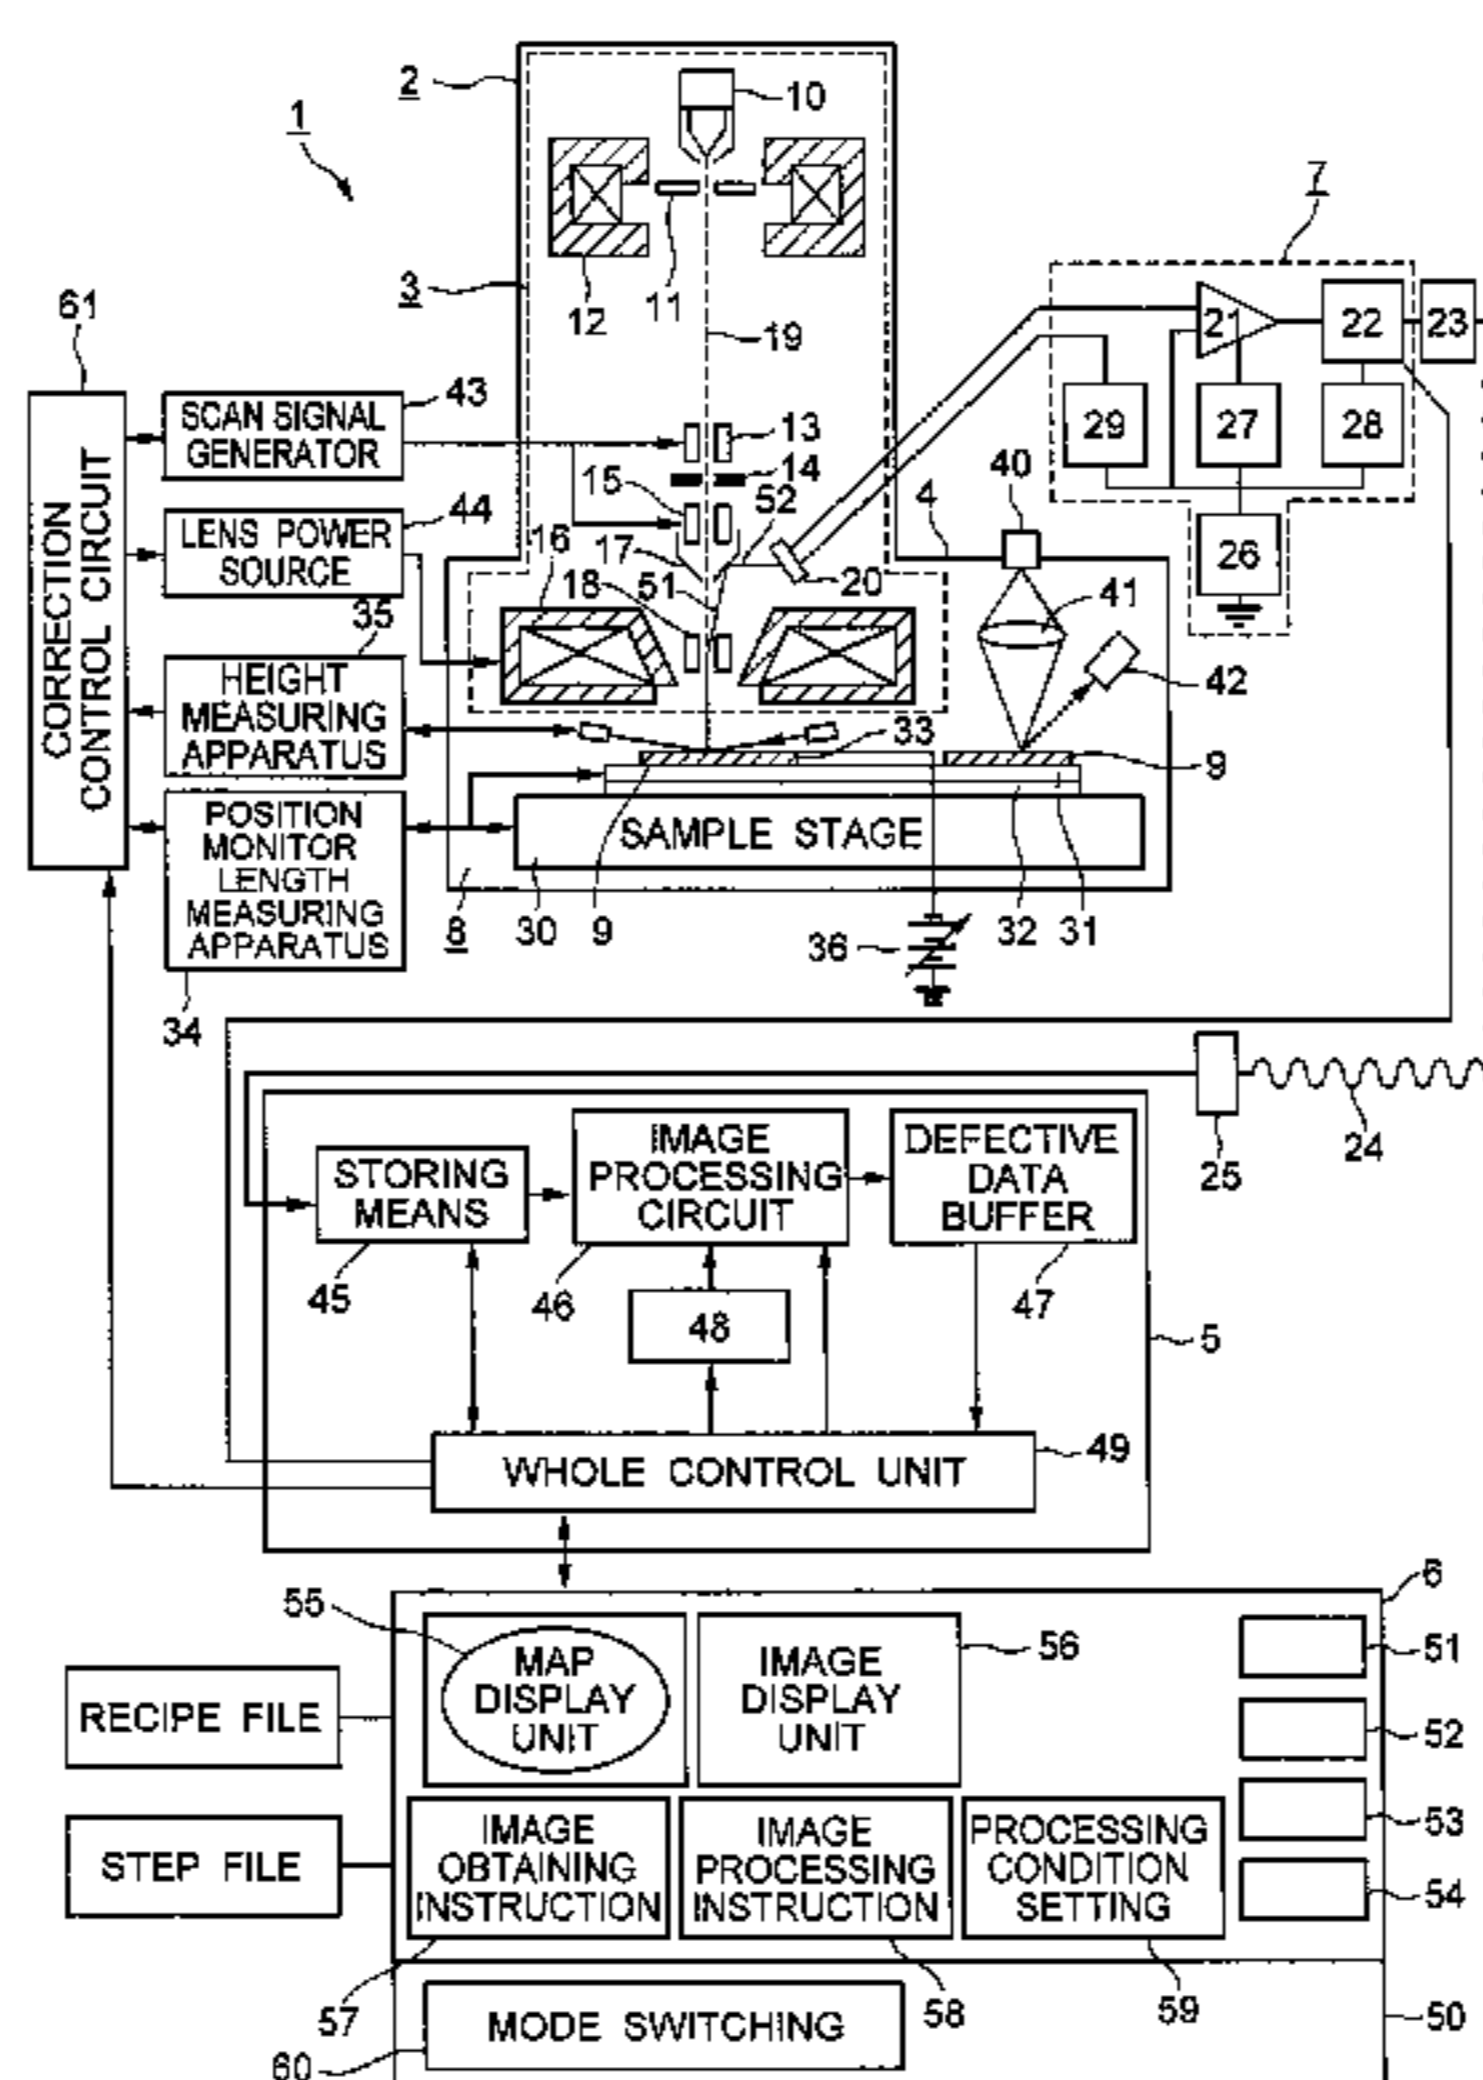 2
10
1
7
3
11
12
19
61
21
22
23
SCAN SIGNAL
GENERATOR
43
13
29
27
28
14
15
52
40
4
CORRECTION
CONTROL CIRCUIT
LENS POWER
SOURCE
44
16
17
26
51
20
18
41
35
HEIGHT
MEASURING
APPARATUS
42
33
9
POSITION
MONITOR
LENGTH
MEASURING
APPARATUS
SAMPLE STAGE
8
30
9
32
31
36
34
25
24
STORING
MEANS
IMAGE
PROCESSING
CIRCUIT
DEFECTIVE
DATA
BUFFER
45
46
47
48
5
WHOLE CONTROL UNIT
49
6
55
MAP
DISPLAY
UNIT
IMAGE
DISPLAY
UNIT
56
51
RECIPE FILE
52
STEP FILE
IMAGE
OBTAINING
INSTRUCTION
IMAGE
PROCESSING
INSTRUCTION
PROCESSING
CONDITION
SETTING
53
54
57
58
59
50
MODE SWITCHING
60